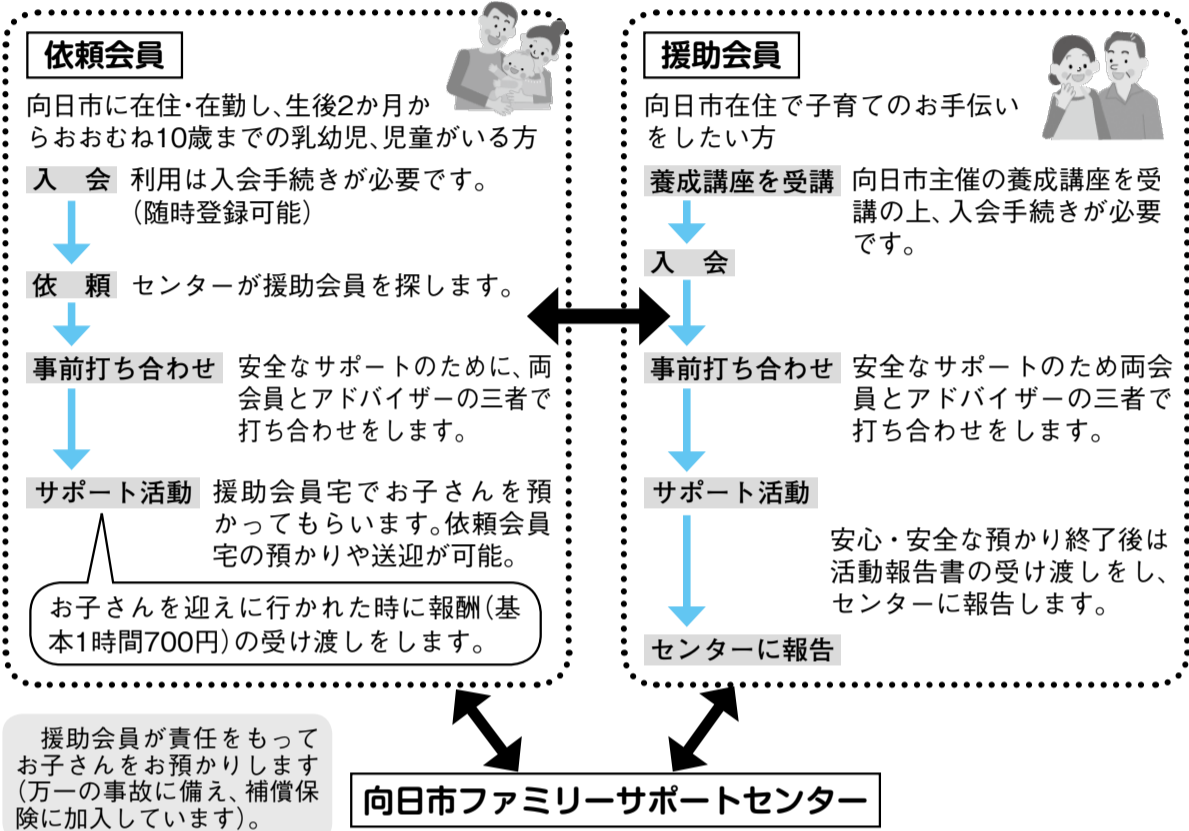 依頼会員
向日市に在住・在勤し、生後2か月か
らおおむね10歳までの乳幼児、児童がいる方
入　会
利用は入会手続きが必要です。
（随時登録可能）
依　頼
センターが援助会員を探します。
事前打ち合わせ
安全なサポートのために、両
会員とアドバイザーの三者で
打ち合わせをします。
サポート活動
援助会員宅でお子さんを預
かってもらいます。依頼会員
宅の預かりや送迎が可能。
お子さんを迎えに行かれた時に報酬（基
本1時間700円）の受け渡しをします。
援助会員
向日市在住で子育てのお手伝い
をしたい方
養成講座を受講
向日市主催の養成講座を受
講の上、入会手続きが必要
です。
入　会
事前打ち合わせ
安全なサポートのため両会
員とアドバイザーの三者で
打ち合わせをします。
サポート活動
安心・安全な預かり終了後は
活動報告書の受け渡しをし、
センターに報告します。
センターに報告
援助会員が責任をもって
お子さんをお預かりします
（万一の事故に備え、補償保
険に加入しています）。
向日市ファミリーサポートセンター